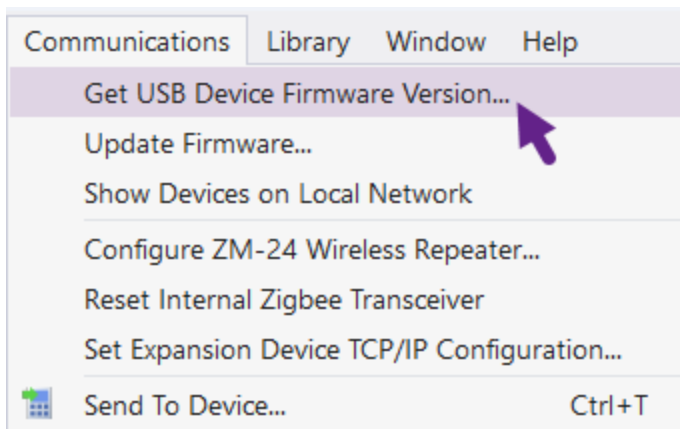 Communications Library Window Help
Get USB Device Firmware Version...
Update Firmware...
Show Devices on Local Network
Configure ZM-24 Wireless Repeater...
Reset Internal Zigbee Transceiver
Set Expansion Device TCP/IP Configuration...
Send To Device... Ctrl+T